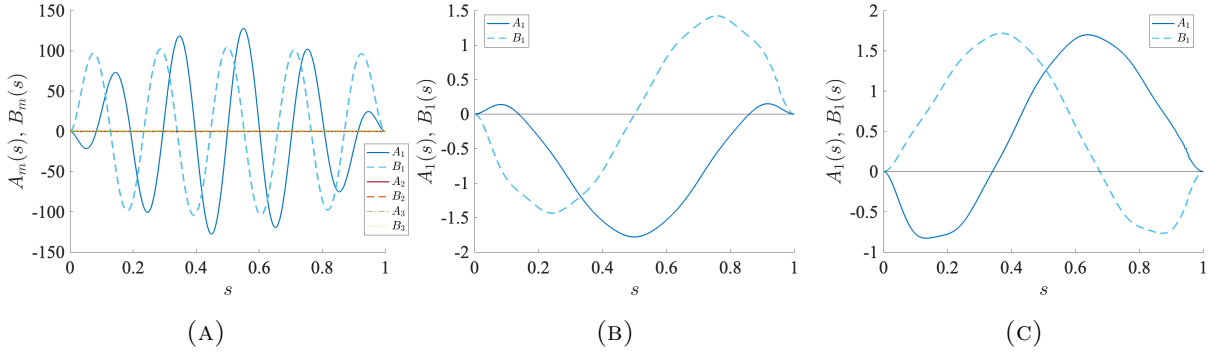 A_m(s), B_m(s)
150
100
50
0
-50
-100
-150
0 0.2 0.4 0.6 0.8 1
s
A_1
B_1
A_2
B_2
A_3
B_3
(A)
A_1(s), B_1(s)
1.5
1
0.5
0
-0.5
-1
-1.5
-2
0 0.2 0.4 0.6 0.8 1
s
A_1
B_1
(B)
A_1(s), B_1(s)
2
1.5
1
0.5
0
-0.5
-1
0 0.2 0.4 0.6 0.8 1
s
A_1
B_1
(C)